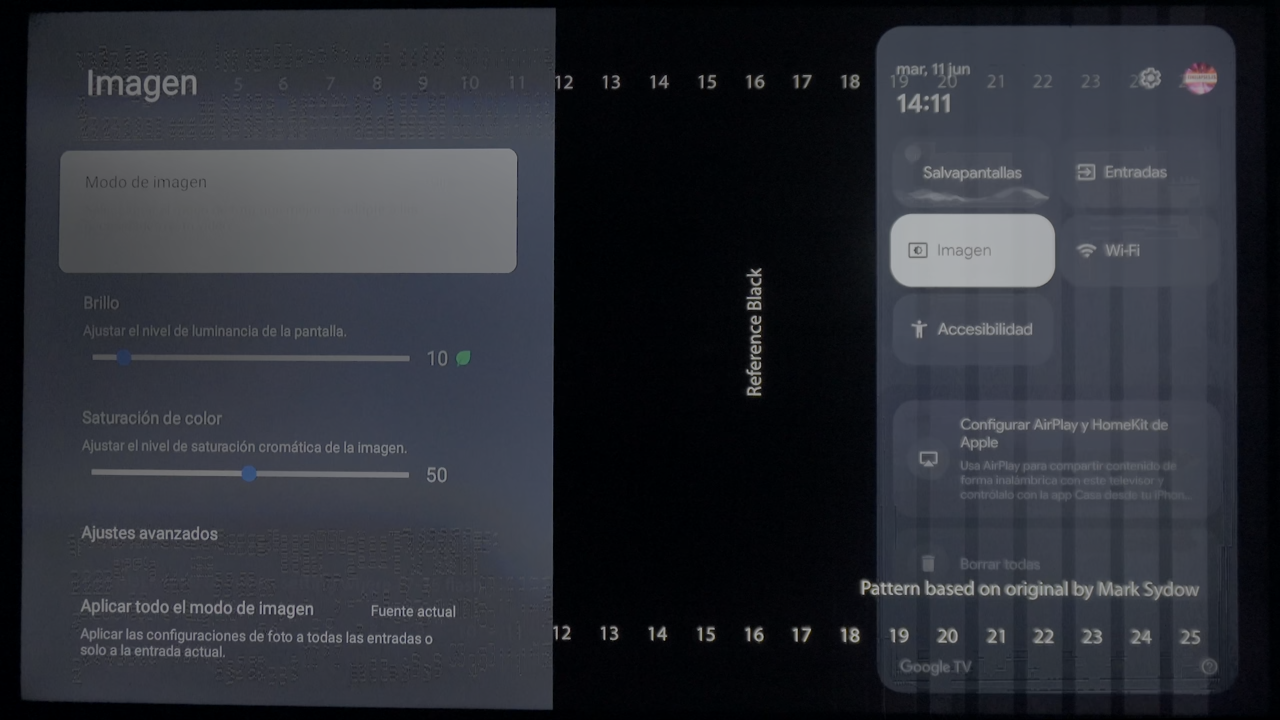 Imagen
5 6 7 8 9 10 11 12 13 14 15 16 17 18 19 20 21 22 23 24
mar, 11 jun
14:11
Modo de imagen
Salvapantallas
Entradas
Imagen
Wi-Fi
Accesibilidad
Reference Black
Brillo
Ajustar el nivel de luminancia de la pantalla.
10
Saturación de color
Ajustar el nivel de saturación cromática de la imagen.
50
Configurar AirPlay y HomeKit de
Apple
Usa AirPlay para compartir contenido de
forma inalámbrica con este televisor y
contrólalo con la app Casa desde tu iPhon...
Ajustes avanzados
Borrar todas
Pattern based on original by Mark Sydow
Aplicar todo el modo de imagen
Fuente actual
Aplicar las configuraciones de foto a todas las entradas o
solo a la entrada actual.
12 13 14 15 16 17 18 19 20 21 22 23 24 25
Google TV